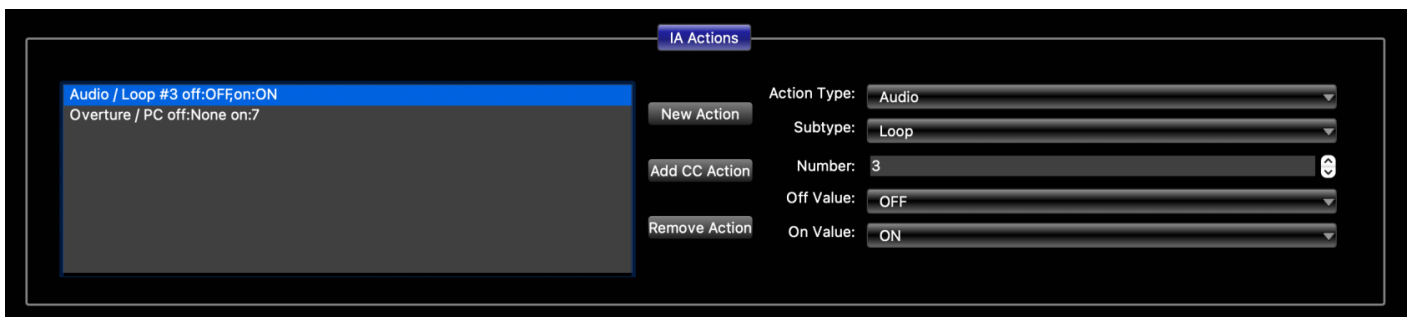 IA Actions
Audio / Loop #3 off:OFF,on:ON
Overture / PC off:None on:7
New Action
Add CC Action
Remove Action
Action Type: Audio
Subtype: Loop
Number: 3
Off Value: OFF
On Value: ON